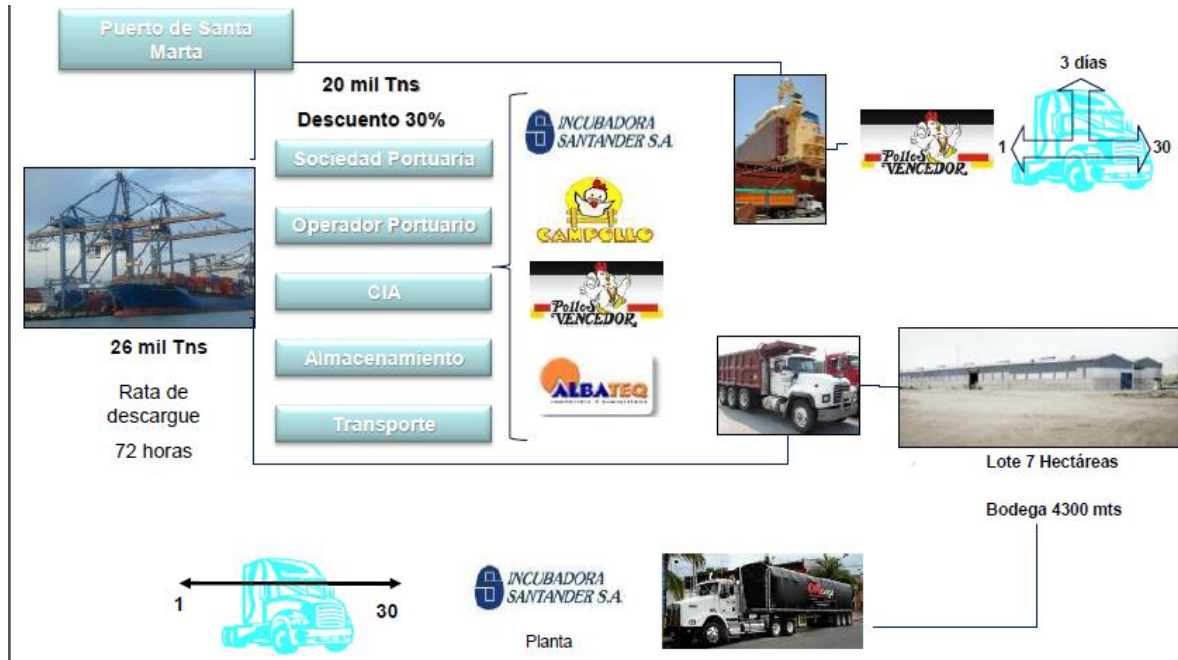 Puerto de Santa
Marta
20 mil Tns
Descuento 30%
Sociedad Portuaria
Operador Portuario
CIA
Almacenamiento
Transporte
26 mil Tns
Rata de
descargue
72 horas
INCUBADORA
SANTANDER S.A.
CAMPOLLO
Pollos
VENCEDOR
ALBATEQ
Pollos
VENCEDOR
3 días
1
30
Lote 7 Hectáreas
Bodega 4300 mts
1
30
INCUBADORA
SANTANDER S.A.
Planta